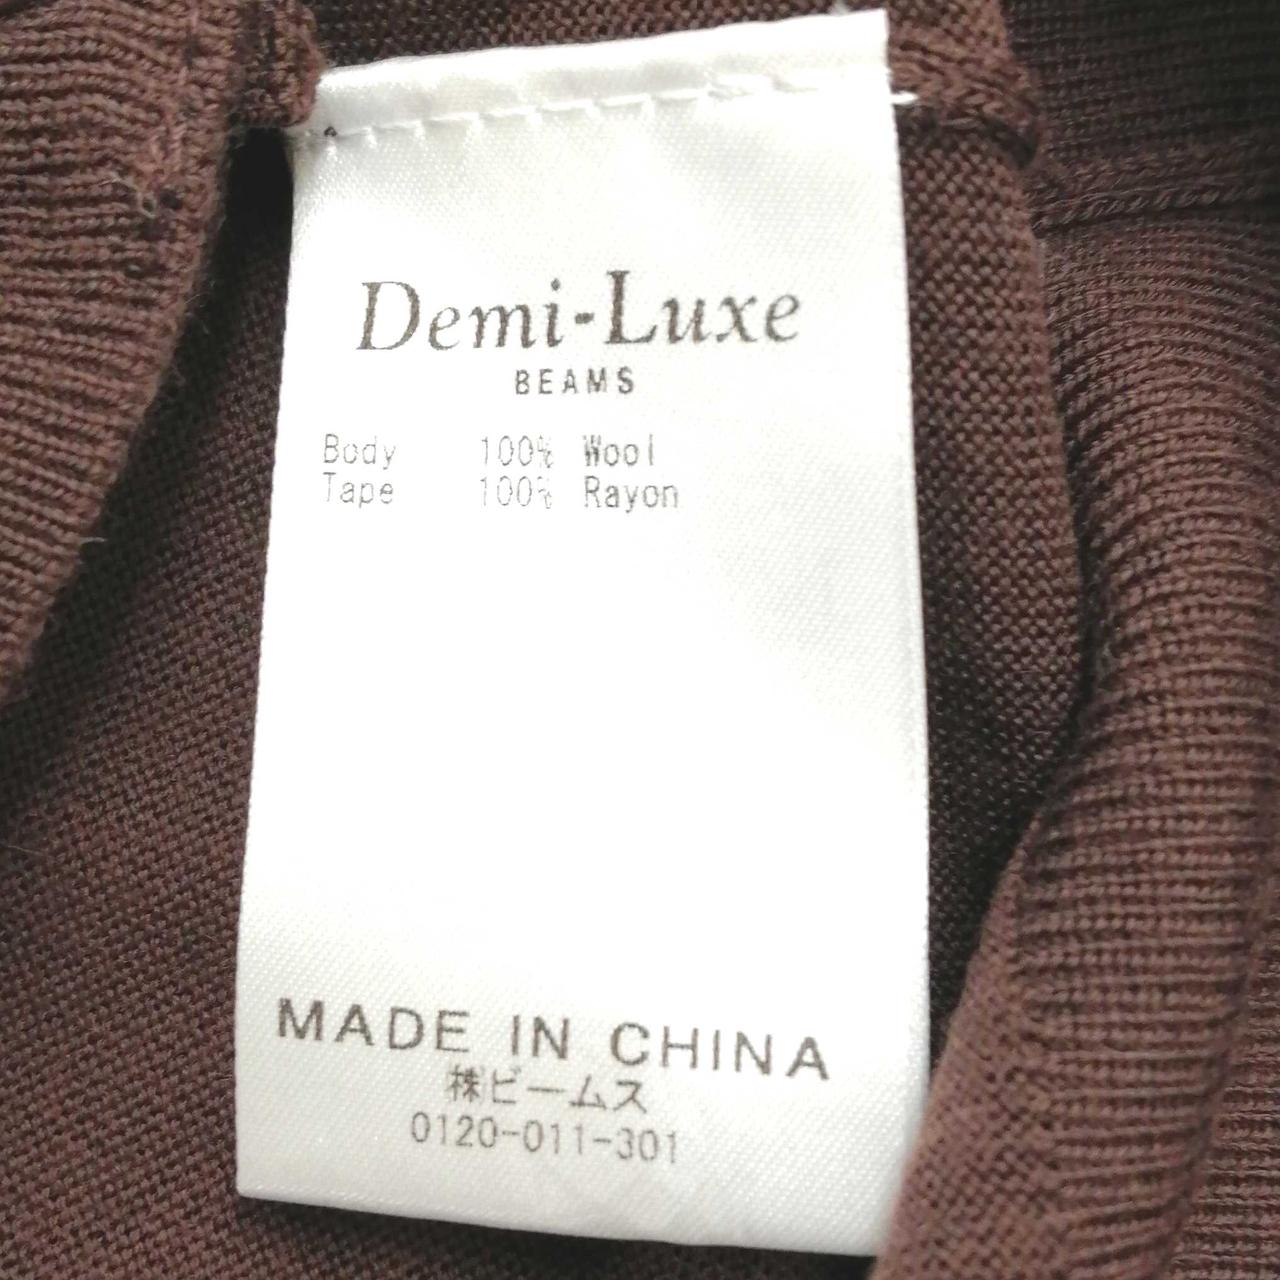 Demi-Luxe
BEAMS
Body 100% Wool
Tape 100% Rayon
MADE IN CHINA
㈱ビームス
0120-011-301